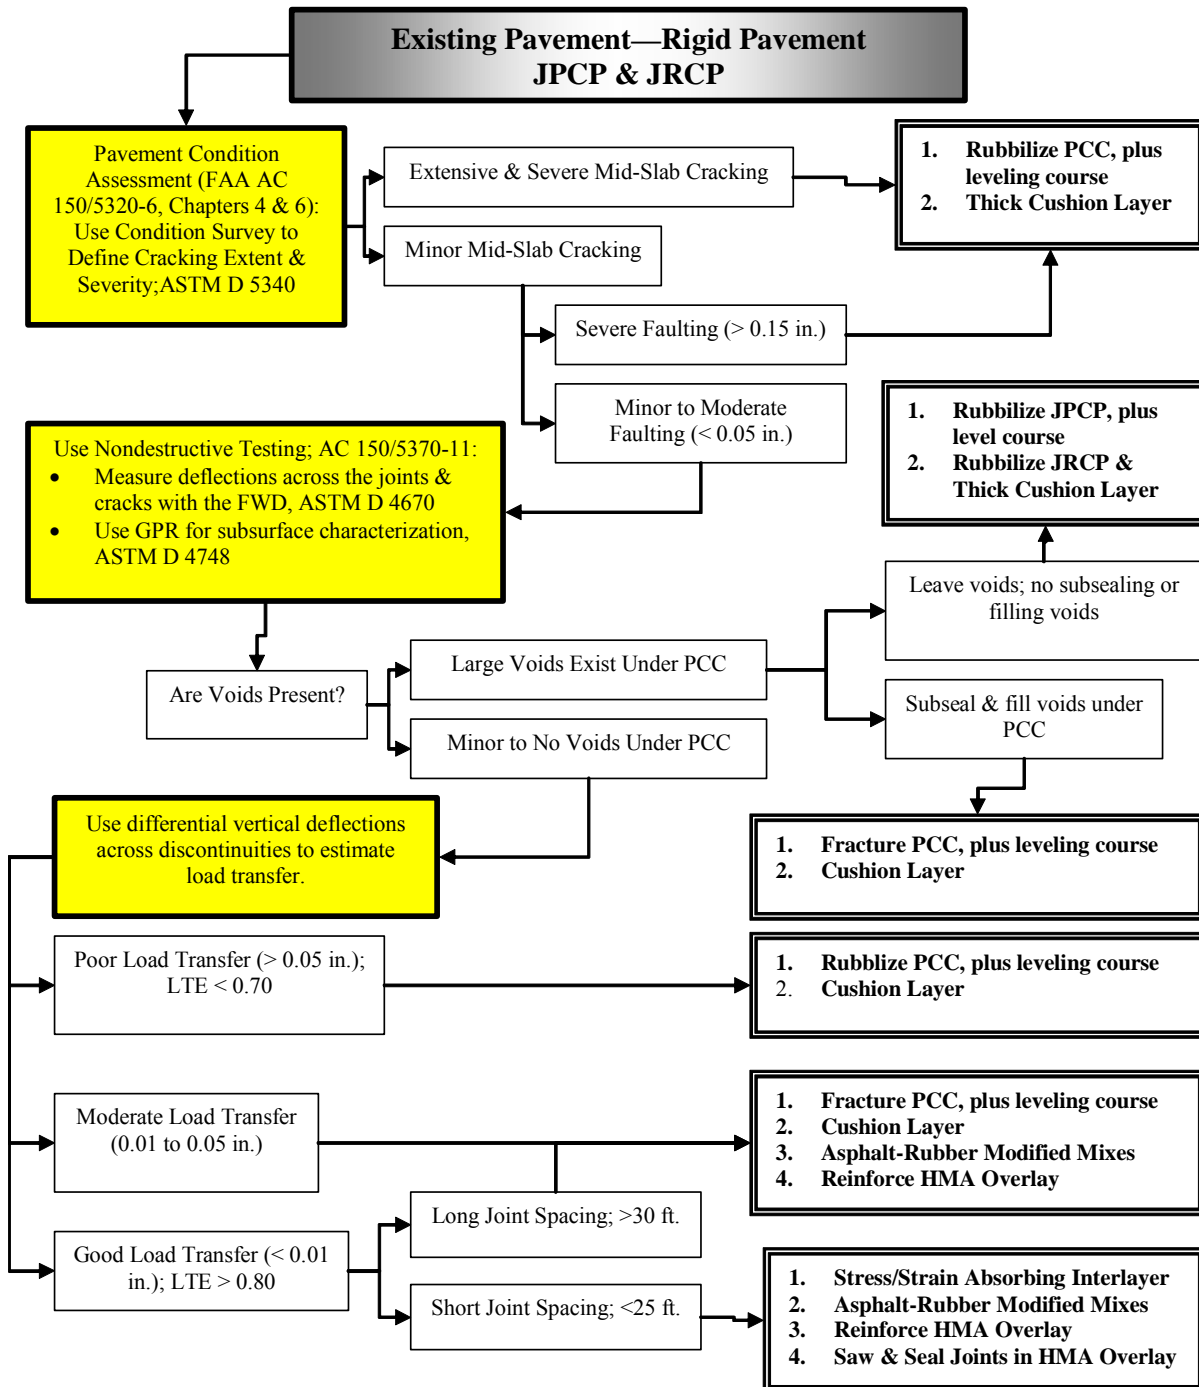 Existing Pavement—Rigid Pavement
JPCP & JRCP
Pavement Condition
Assessment (FAA AC
150/5320-6, Chapters 4 & 6):
Use Condition Survey to
Define Cracking Extent &
Severity;ASTM D 5340
Extensive & Severe Mid-Slab Cracking
1. Rubbilize PCC, plus
leveling course
2. Thick Cushion Layer
Minor Mid-Slab Cracking
Severe Faulting (> 0.15 in.)
Minor to Moderate
Faulting (< 0.05 in.)
1. Rubbilize JPCP, plus
level course
2. Rubbilize JRCP &
Thick Cushion Layer
Use Nondestructive Testing; AC 150/5370-11:
• Measure deflections across the joints &
cracks with the FWD, ASTM D 4670
• Use GPR for subsurface characterization,
ASTM D 4748
Leave voids; no subsealing or
filling voids
Are Voids Present?
Large Voids Exist Under PCC
Subseal & fill voids under
PCC
Minor to No Voids Under PCC
Use differential vertical deflections
across discontinuities to estimate
load transfer.
1. Fracture PCC, plus leveling course
2. Cushion Layer
Poor Load Transfer (> 0.05 in.);
LTE < 0.70
1. Rubblize PCC, plus leveling course
2. Cushion Layer
Moderate Load Transfer
(0.01 to 0.05 in.)
1. Fracture PCC, plus leveling course
2. Cushion Layer
3. Asphalt-Rubber Modified Mixes
4. Reinforce HMA Overlay
Long Joint Spacing; >30 ft.
Good Load Transfer (< 0.01
in.); LTE > 0.80
Short Joint Spacing; <25 ft.
1. Stress/Strain Absorbing Interlayer
2. Asphalt-Rubber Modified Mixes
3. Reinforce HMA Overlay
4. Saw & Seal Joints in HMA Overlay